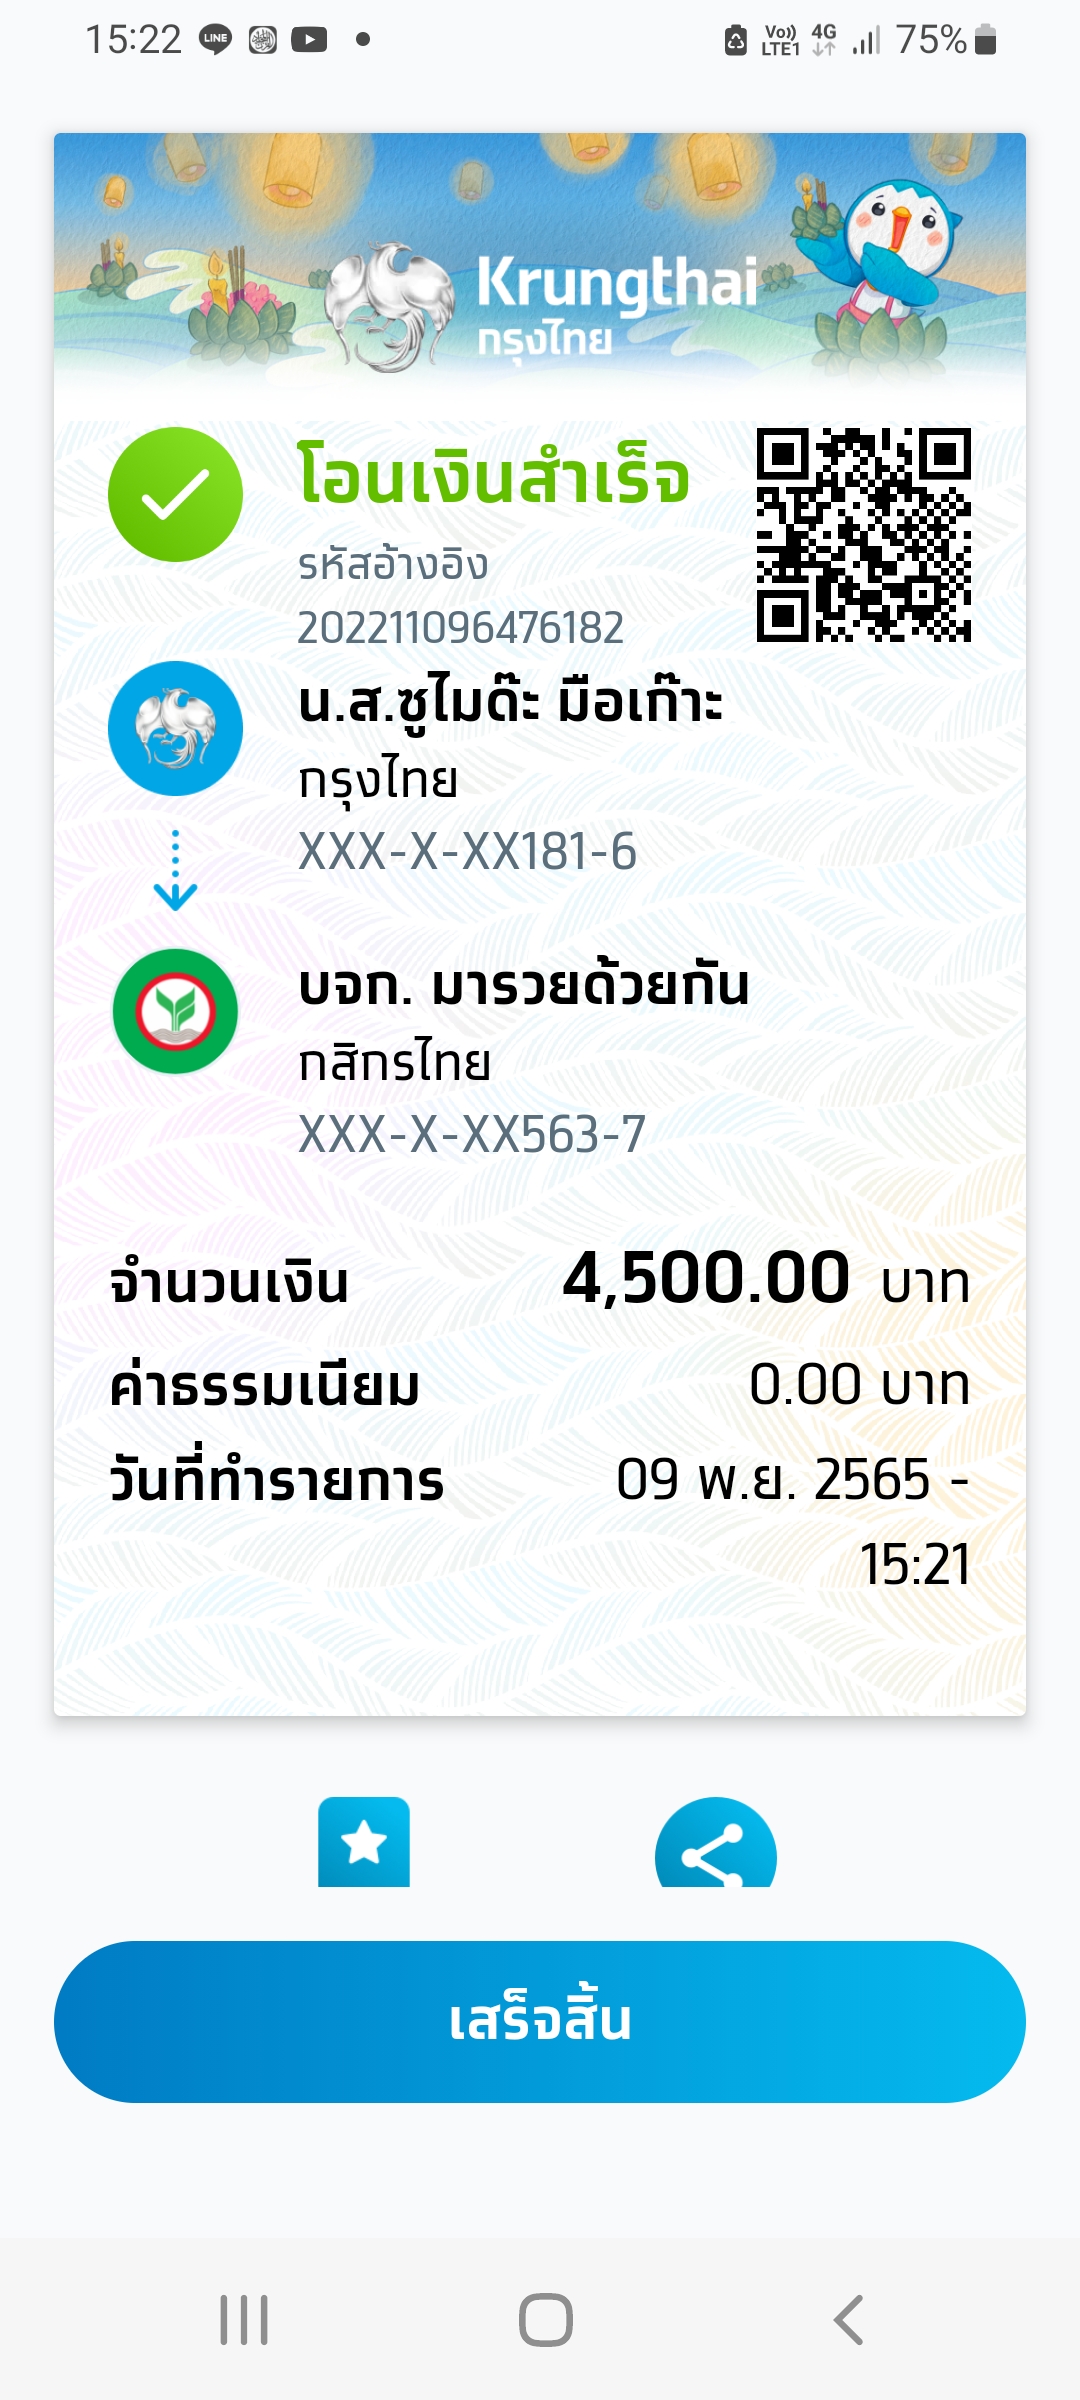 15:22 LINE Vo)) LTE1 4G 75%
Krungthai
กรุงไทย
โอนเงินสำเร็จ
รหัสอ้างอิง
202211096476182
น.ส.ซูไมด๊ะ มือเก๊าะ
กรุงไทย
XXX-X-XX181-6
บจก. มารวยด้วยกัน
กสิกรไทย
XXX-X-XX563-7
จำนวนเงิน 4,500.00 บาท
ค่าธรรมเนียม 0.00 บาท
วันที่ทำรายการ 09 พ.ย. 2565 -
15:21
เสร็จสิ้น